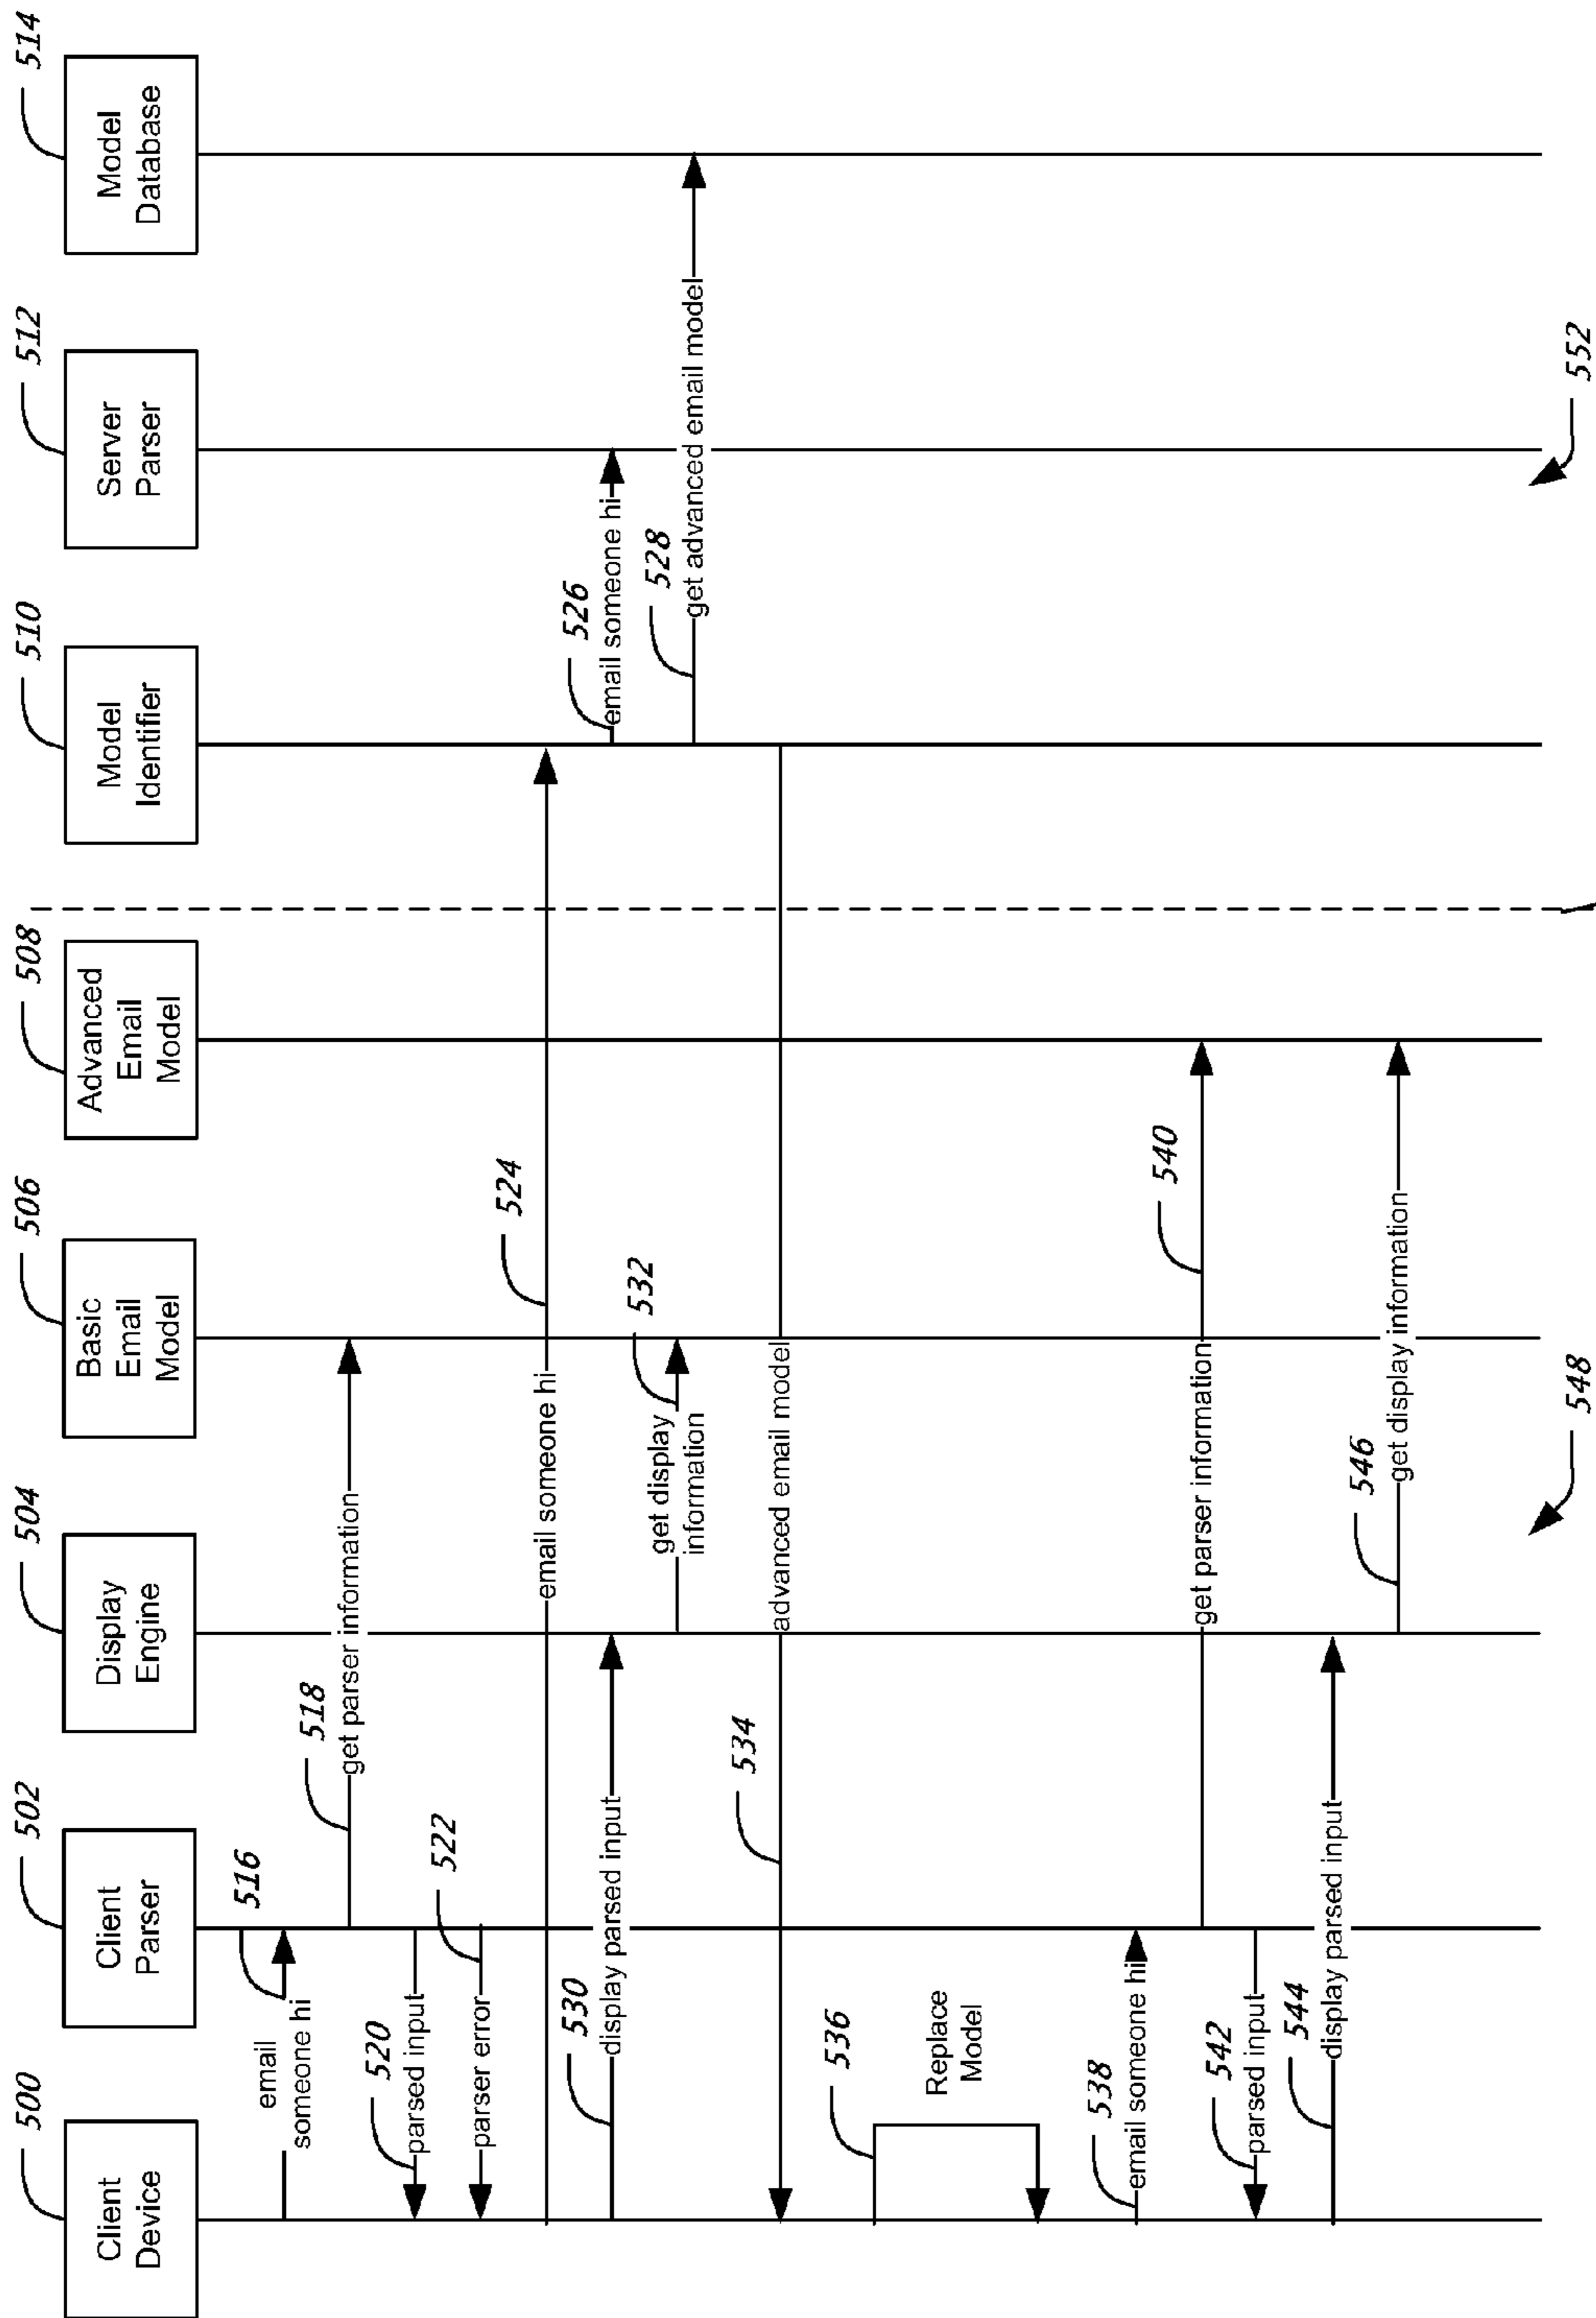 500
Client
Device
502
Client
Parser
504
Display
Engine
506
Basic
Email
Model
508
Advanced
Email
Model
510
Model
Identifier
512
Server
Parser
514
Model
Database
516
email
someone hi
518
get parser information
520
parsed input
522
parser error
524
email someone hi
526
email someone hi
530
display parsed input
532
get display
information
528
get advanced email model
534
advanced email model
536
Replace
Model
538
email someone hi
540
get parser information
542
parsed input
544
display parsed input
546
get display information
548
552